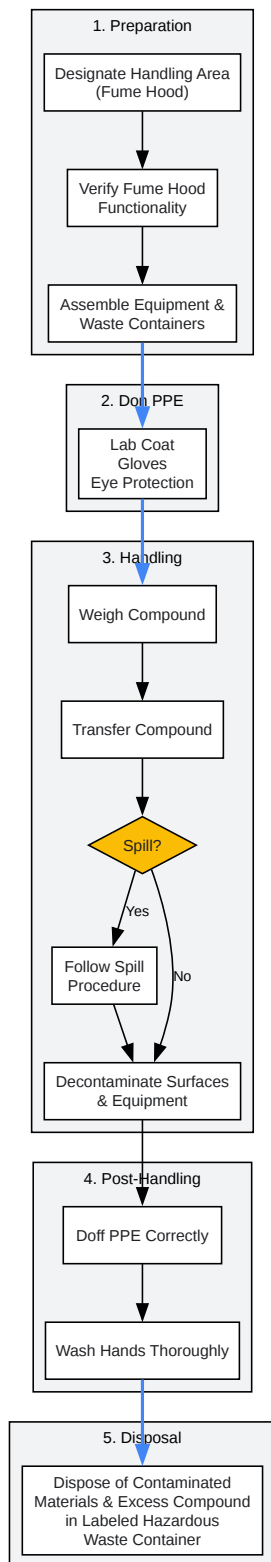 1. Preparation
Designate Handling Area
(Fume Hood)
Verify Fume Hood
Functionality
Assemble Equipment &
Waste Containers
2. Don PPE
Lab Coat
Gloves
Eye Protection
3. Handling
Weigh Compound
Transfer Compound
Spill?
Yes
Follow Spill
Procedure
No
Decontaminate Surfaces
& Equipment
4. Post-Handling
Doff PPE Correctly
Wash Hands Thoroughly
5. Disposal
Dispose of Contaminated
Materials & Excess Compound
in Labeled Hazardous
Waste Container